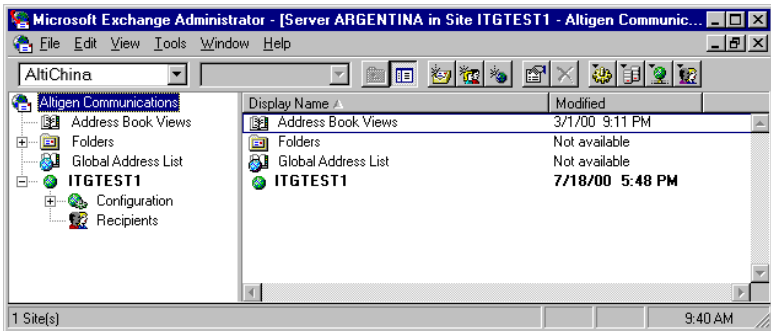 Microsoft Exchange Administrator - [Server ARGENTINA in Site ITGTEST1 - Altigen Communic...
File Edit View Tools Window Help
AltiChina
Altigen Communications
Address Book Views
Folders
Global Address List
ITGTEST1
Configuration
Recipients
Display Name Modified
Address Book Views 3/1/00 9:11 PM
Folders Not available
Global Address List Not available
ITGTEST1 7/18/00 5:48 PM
1 Site(s) 9:40 AM